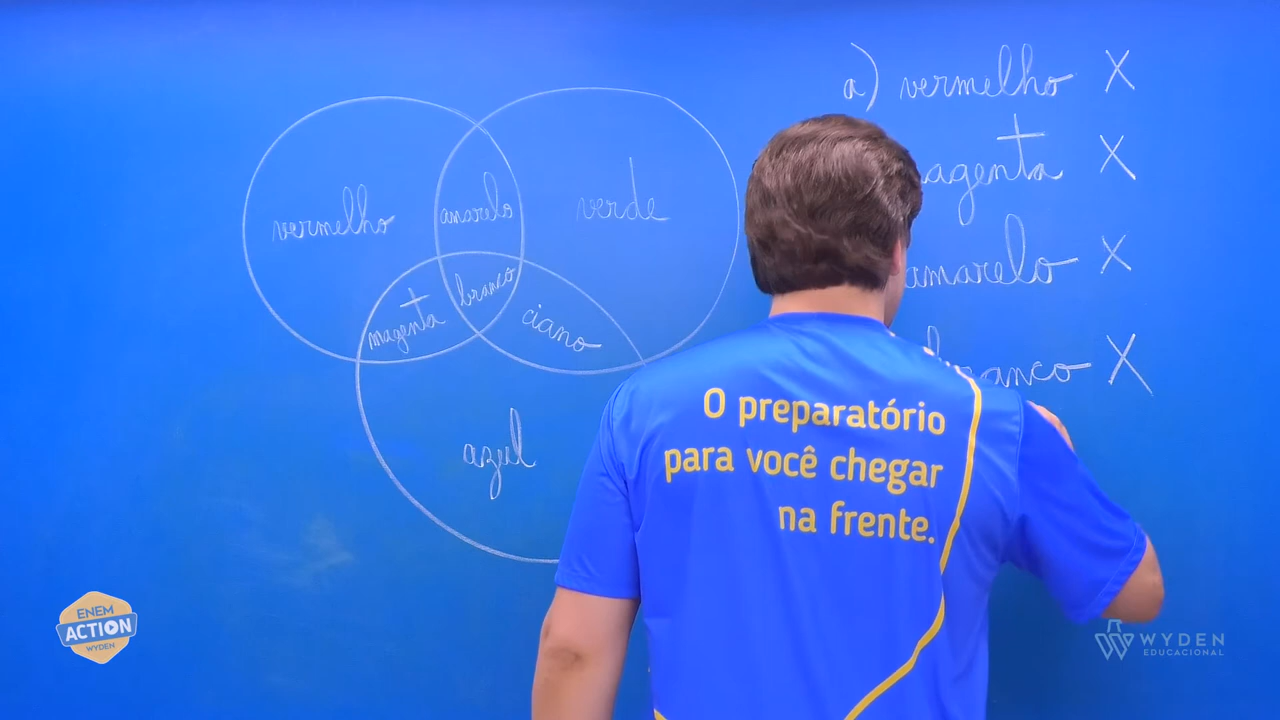 a) vermelho X
agenta X
amarelo X
branco X
vermelho
amarelo
verde
magenta
branco
ciano
azul
O preparatório
para você chegar
na frente.
ENEM
ACTION
WYDEN
WYDEN
EDUCACIONAL